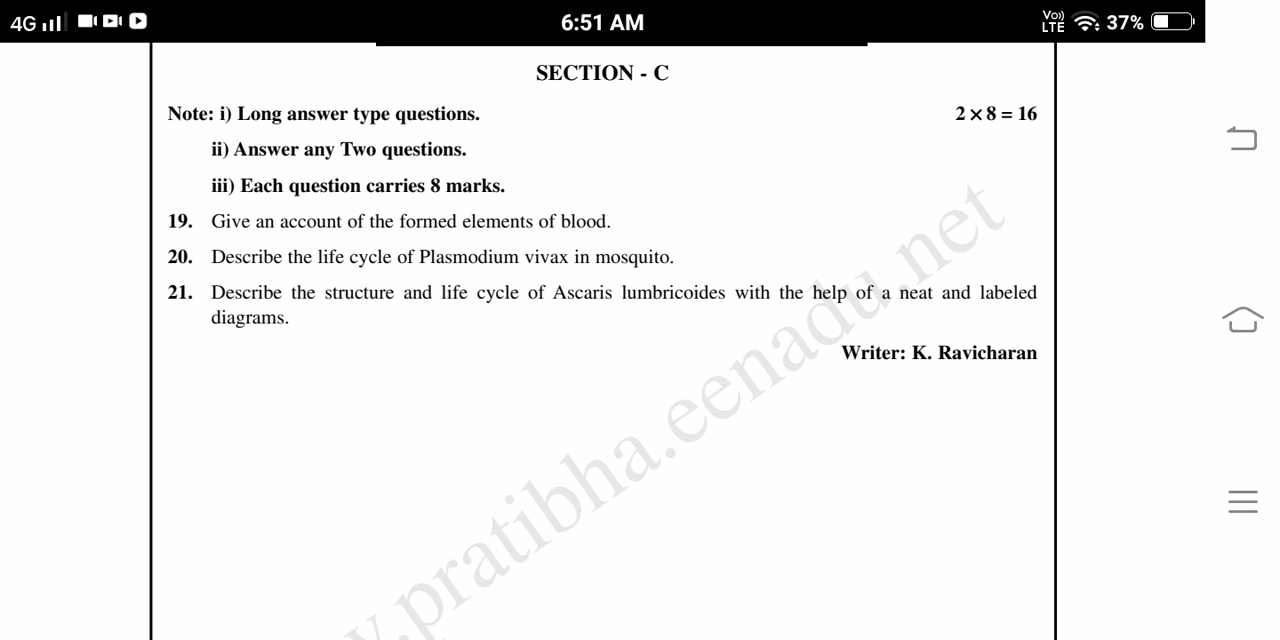 4G 6:51 AM Vo)) LTE 37%
SECTION - C
Note: i) Long answer type questions. 2 × 8 = 16
ii) Answer any Two questions.
iii) Each question carries 8 marks.
19. Give an account of the formed elements of blood.
20. Describe the life cycle of Plasmodium vivax in mosquito.
21. Describe the structure and life cycle of Ascaris lumbricoides with the help of a neat and labeled
diagrams.
Writer: K. Ravicharan
.pratibha.eenadu.net